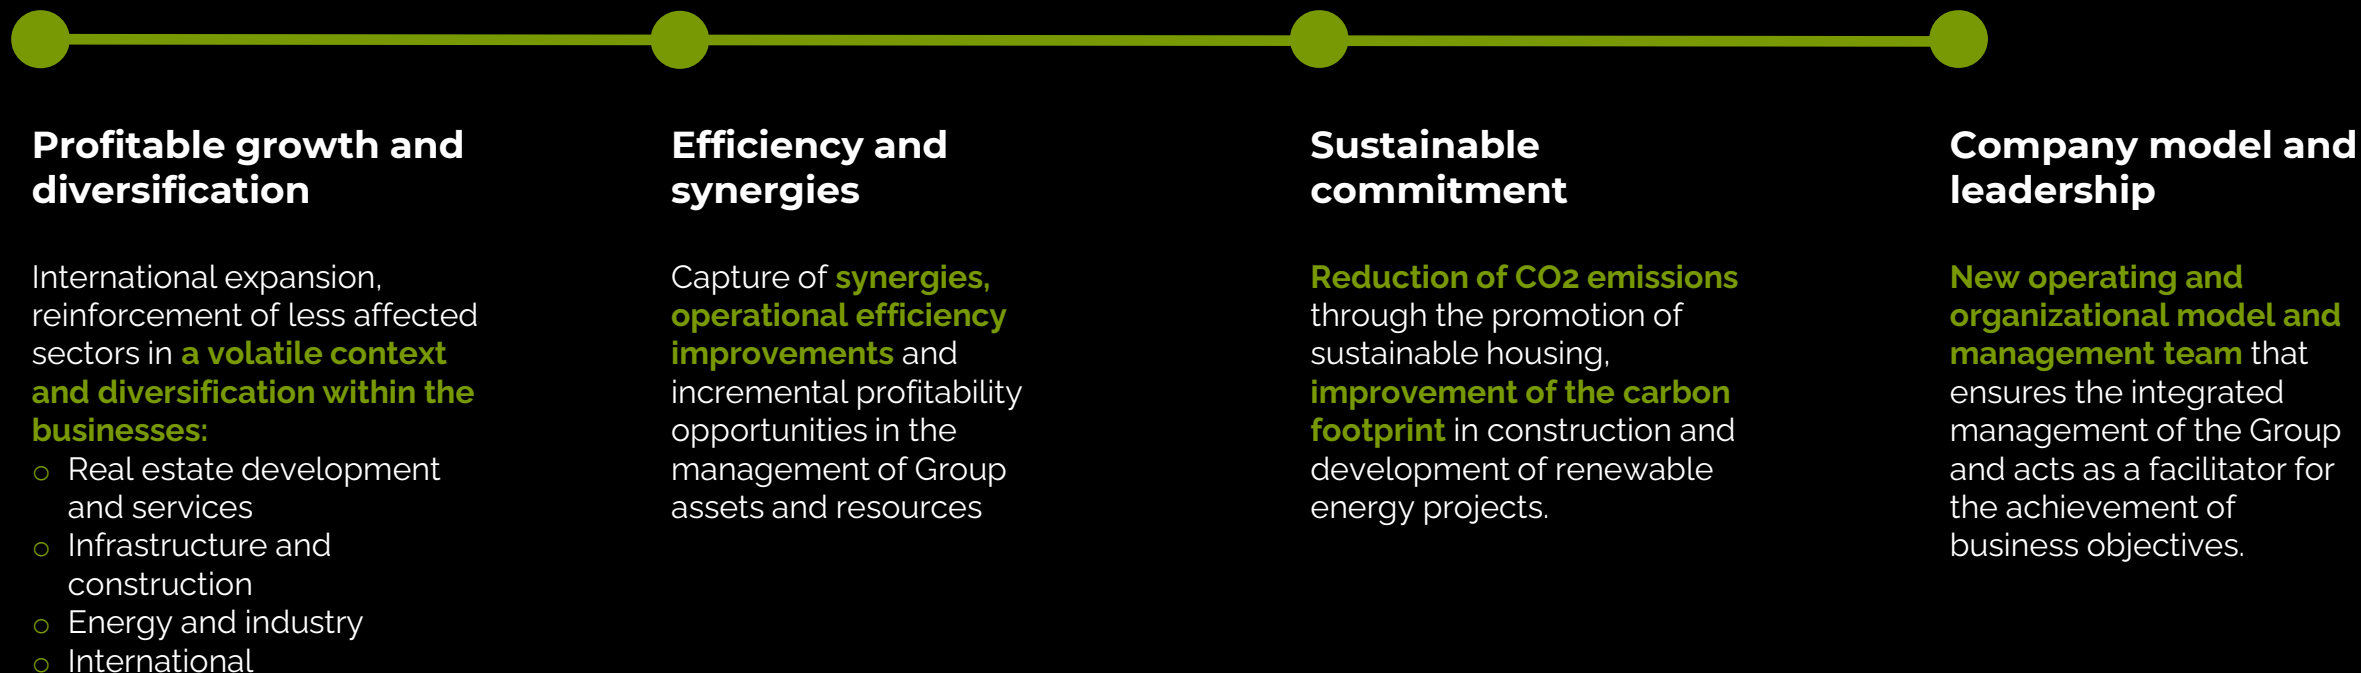 Profitable growth and
diversification
International expansion,
reinforcement of less affected
sectors in a volatile context
and diversification within the
businesses:
o Real estate development
and services
o Infrastructure and
construction
o Energy and industry
o International
Efficiency and
synergies
Capture of synergies,
operational efficiency
improvements and
incremental profitability
opportunities in the
management of Group
assets and resources
Sustainable
commitment
Reduction of CO2 emissions
through the promotion of
sustainable housing,
improvement of the carbon
footprint in construction and
development of renewable
energy projects.
Company model and
leadership
New operating and
organizational model and
management team that
ensures the integrated
management of the Group
and acts as a facilitator for
the achievement of
business objectives.